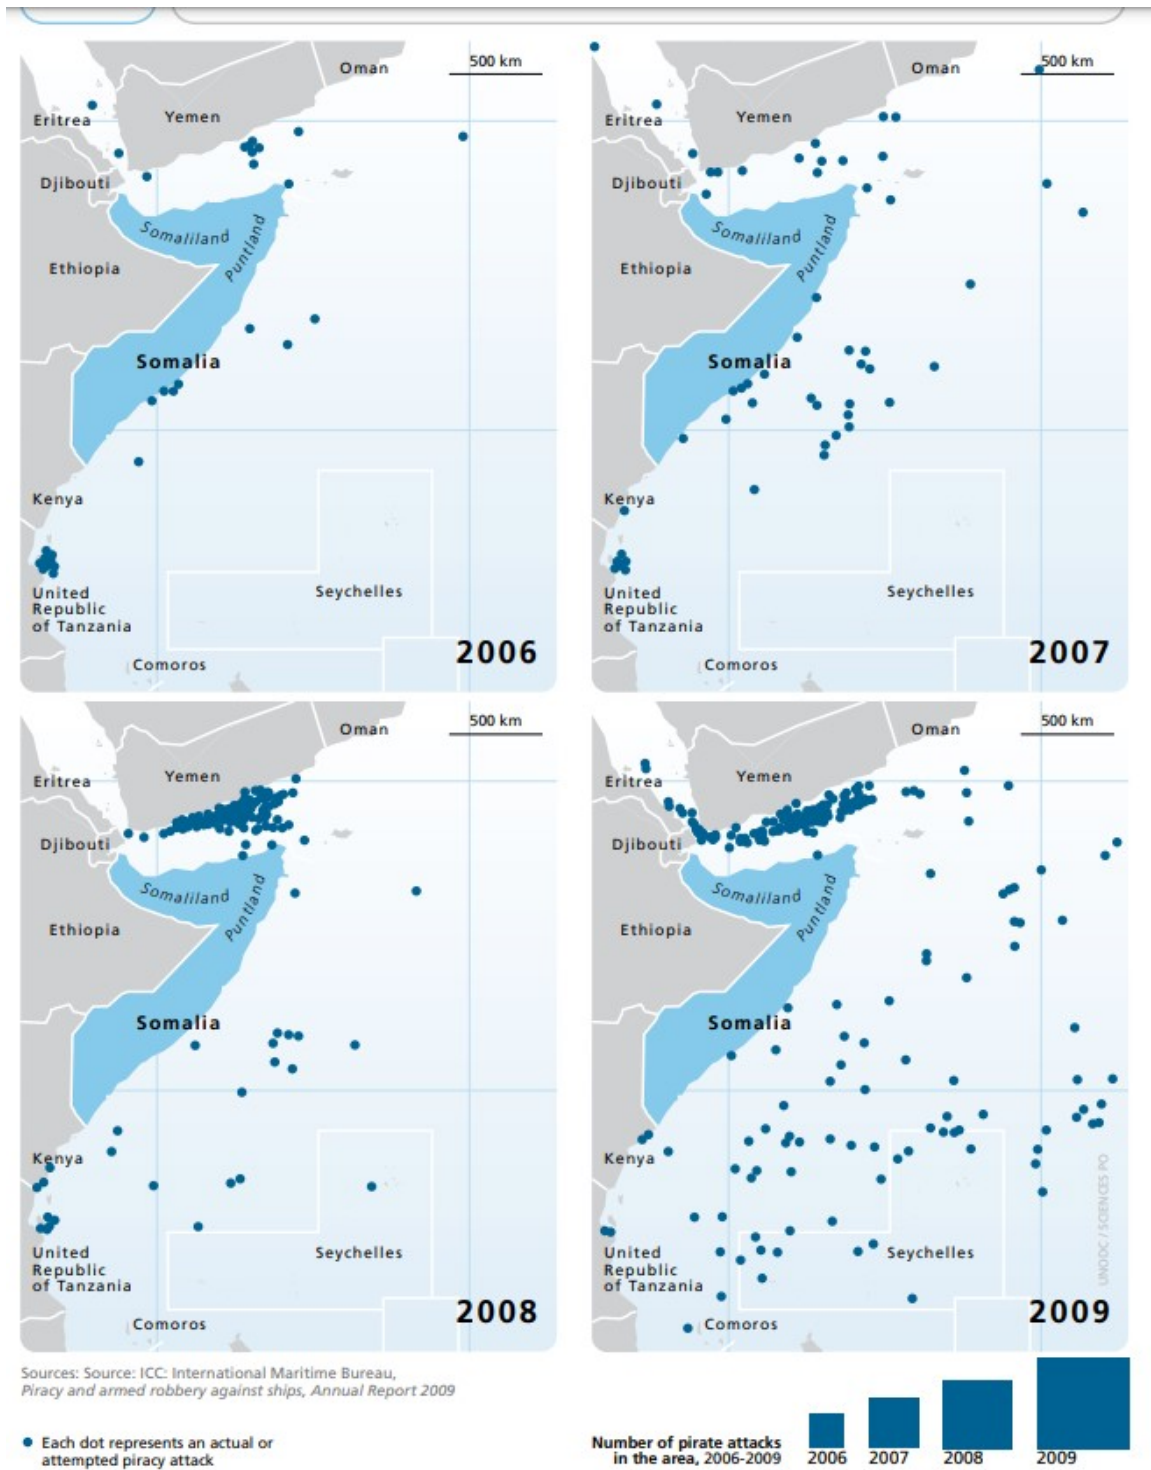 500 km
Oman
Yemen
Eritrea
Djibouti
Somaliland
Puntland
Ethiopia
Somalia
Kenya
United
Republic
of Tanzania
Seychelles
Comoros
2006
500 km
Oman
Yemen
Eritrea
Djibouti
Somaliland
Puntland
Ethiopia
Somalia
Kenya
United
Republic
of Tanzania
Seychelles
Comoros
2007
500 km
Oman
Yemen
Eritrea
Djibouti
Somaliland
Puntland
Ethiopia
Somalia
Kenya
United
Republic
of Tanzania
Seychelles
Comoros
2008
500 km
Oman
Yemen
Eritrea
Djibouti
Somaliland
Puntland
Ethiopia
Somalia
Kenya
United
Republic
of Tanzania
Seychelles
Comoros
2009
UNODC / SCIENCES PO
Sources: Source: ICC: International Maritime Bureau,
Piracy and armed robbery against ships, Annual Report 2009
Each dot represents an actual or
attempted piracy attack
Number of pirate attacks
in the area, 2006-2009
2006 2007 2008 2009